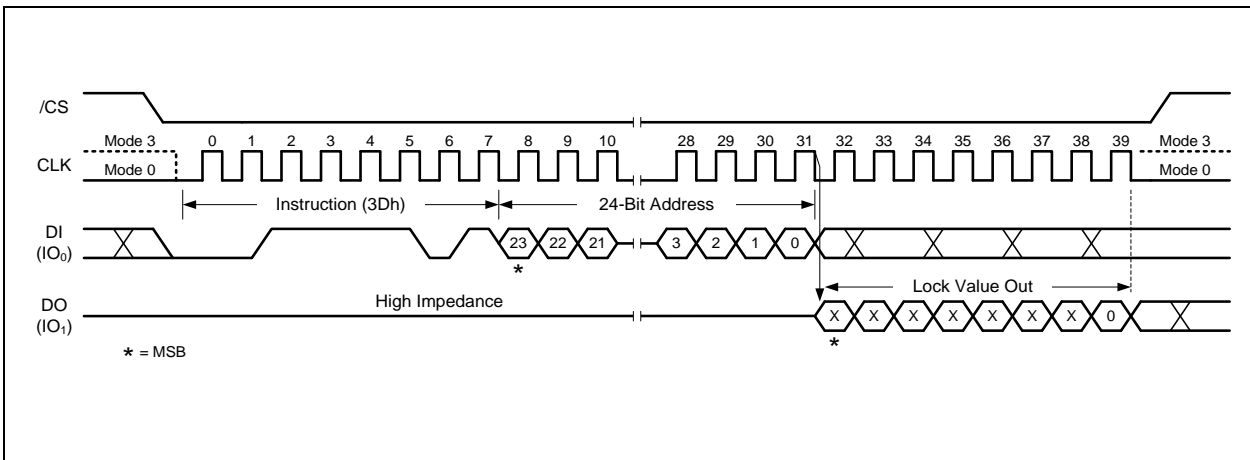 /CS
Mode 3 0 1 2 3 4 5 6 7 8 9 10 28 29 30 31 32 33 34 35 36 37 38 39 Mode 3
CLK Mode 0 Mode 0
Instruction (3Dh) 24-Bit Address
DI
(IO₀) 23 22 21 3 2 1 0
*
Lock Value Out
DO High Impedance
(IO₁) X X X X X X X 0
*
* = MSB